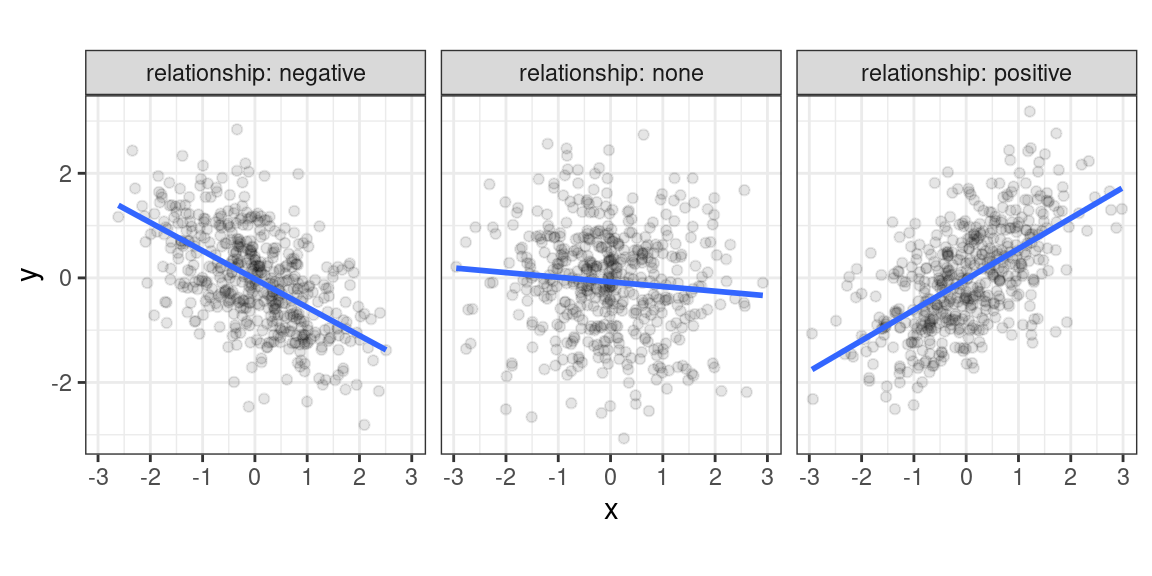 relationship: negative
relationship: none
relationship: positive
y
2
0
-2
-3 -2 -1 0 1 2 3
-3 -2 -1 0 1 2 3
-3 -2 -1 0 1 2 3
x